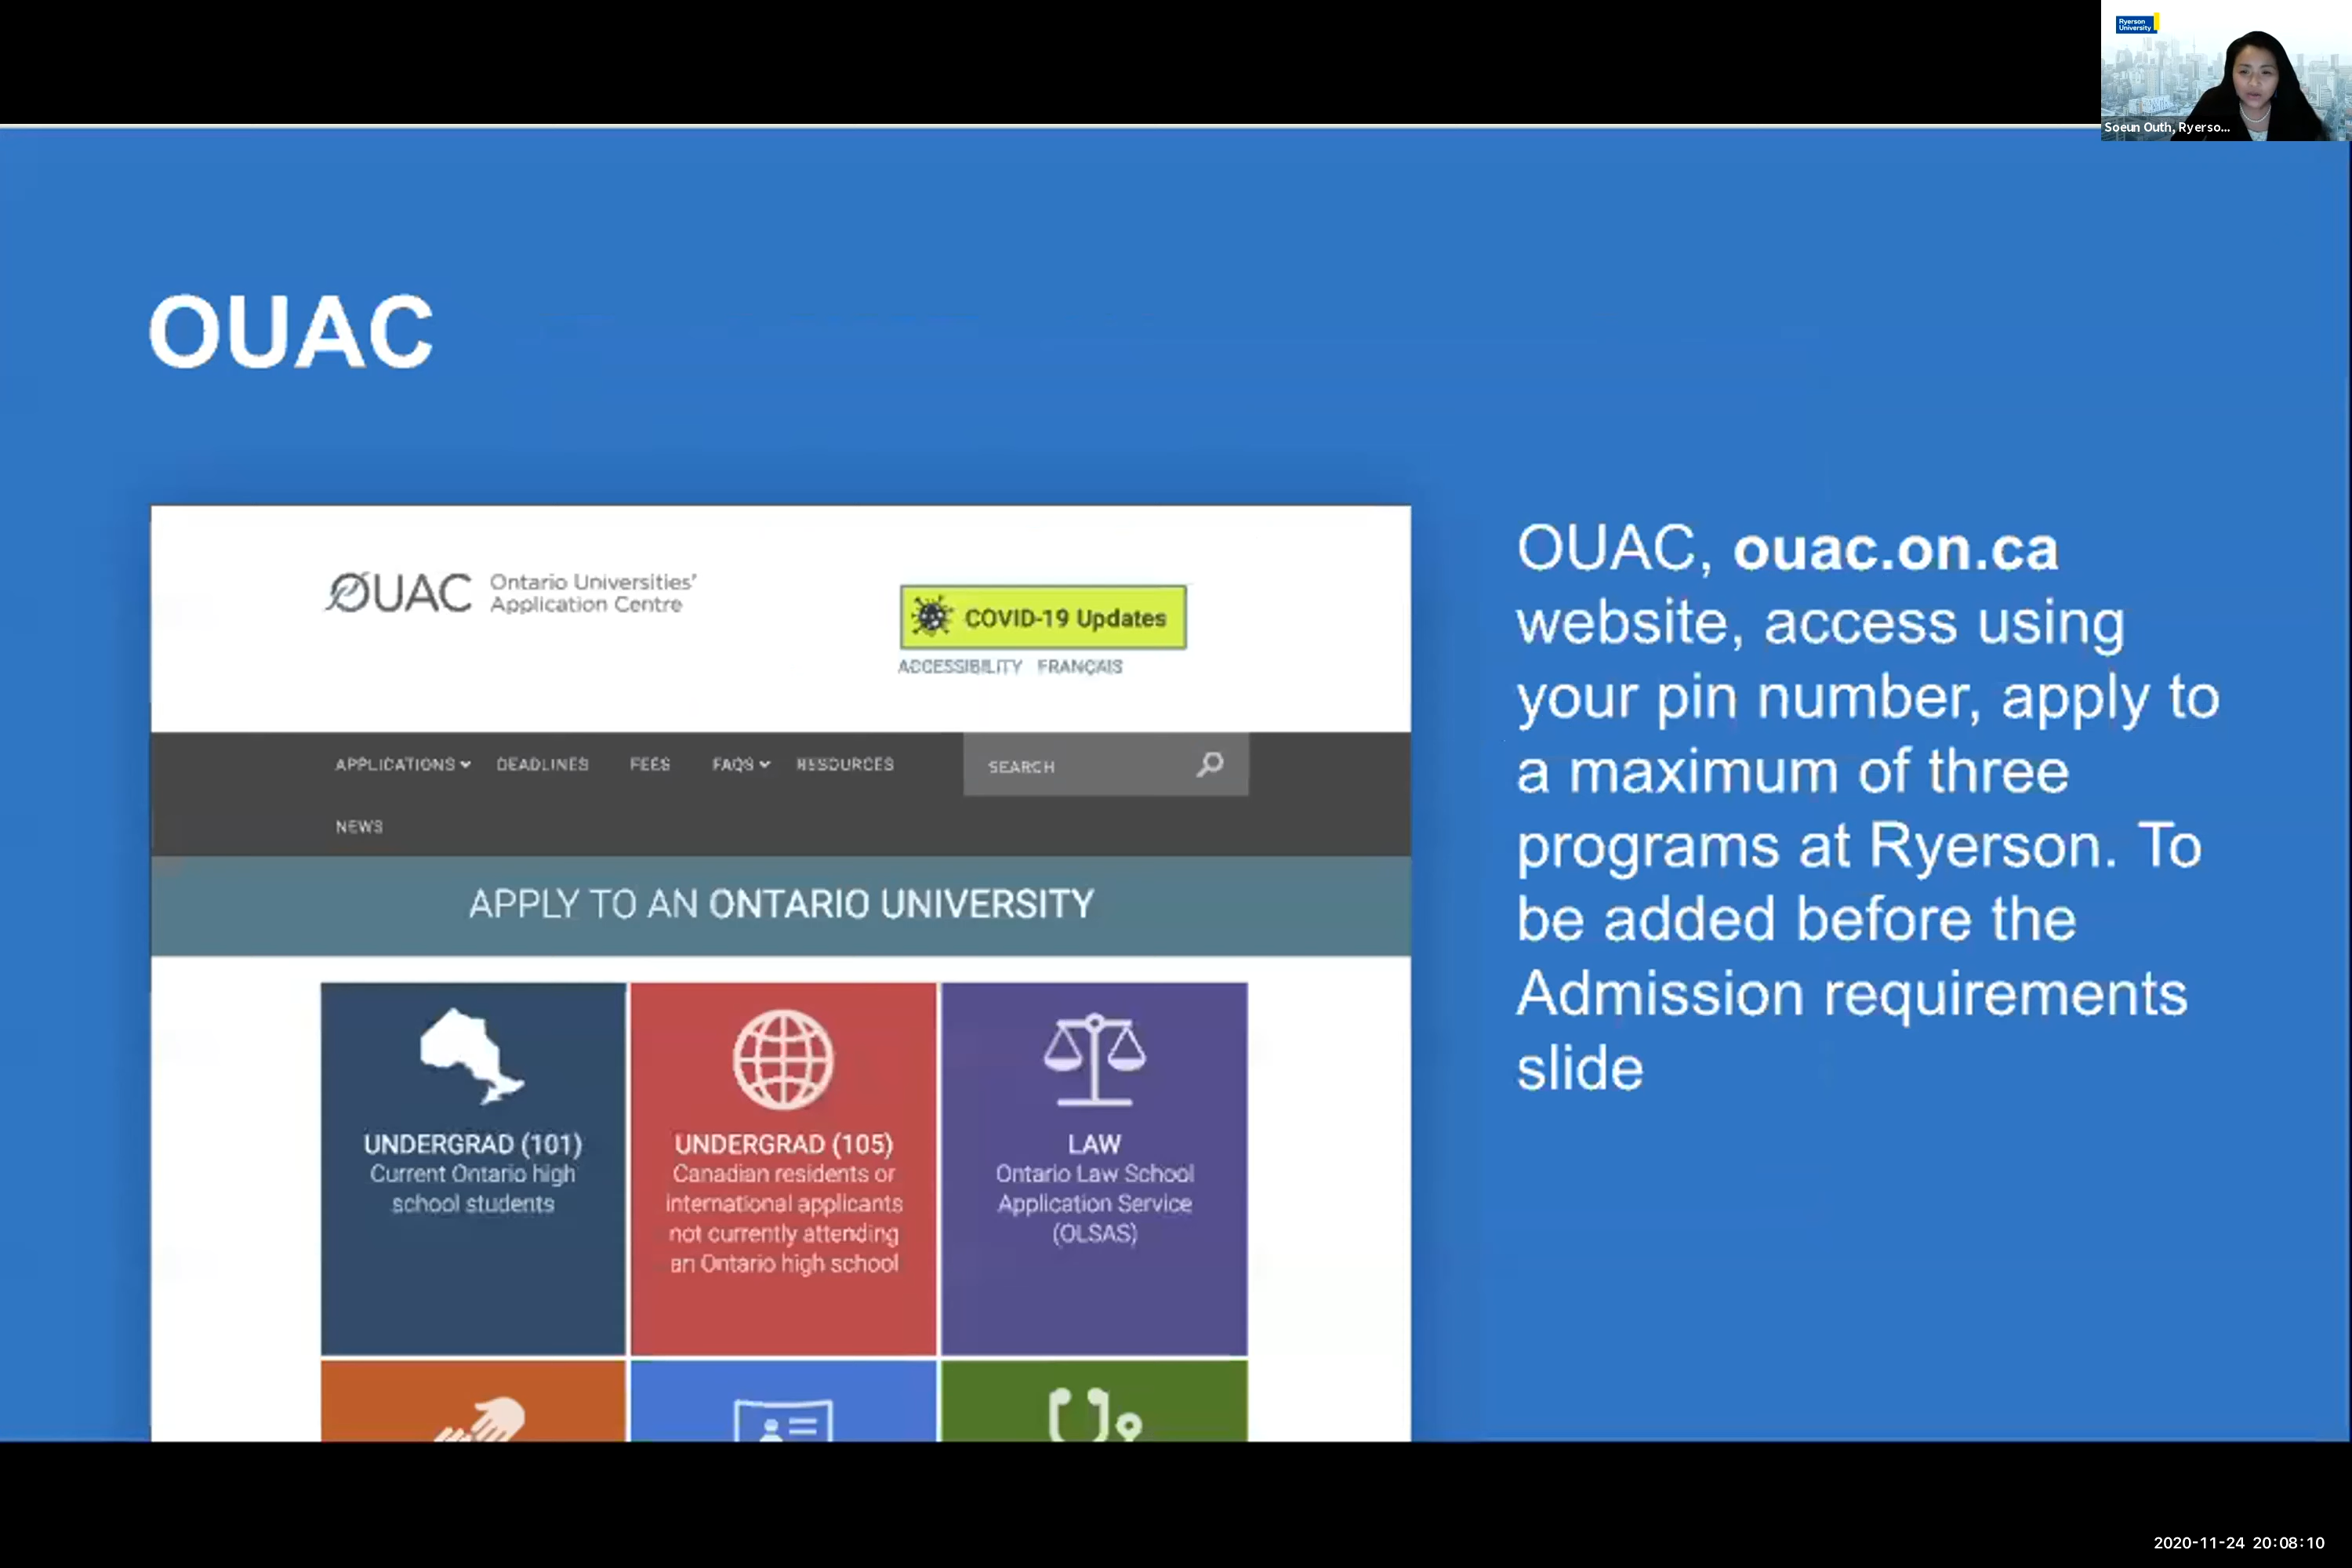 Ryerson
University
Soeun Outh, Ryerso...
OUAC
OUAC Ontario Universities'
Application Centre
COVID-19 Updates
ACCESSIBILITY FRANÇAIS
APPLICATIONS DEADLINES FEES FAQS RESOURCES SEARCH
NEWS
APPLY TO AN ONTARIO UNIVERSITY
UNDERGRAD (101)
Current Ontario high
school students
UNDERGRAD (105)
Canadian residents or
international applicants
not currently attending
an Ontario high school
LAW
Ontario Law School
Application Service
(OLSAS)
OUAC, ouac.on.ca
website, access using
your pin number, apply to
a maximum of three
programs at Ryerson. To
be added before the
Admission requirements
slide
2020-11-24 20:08:10